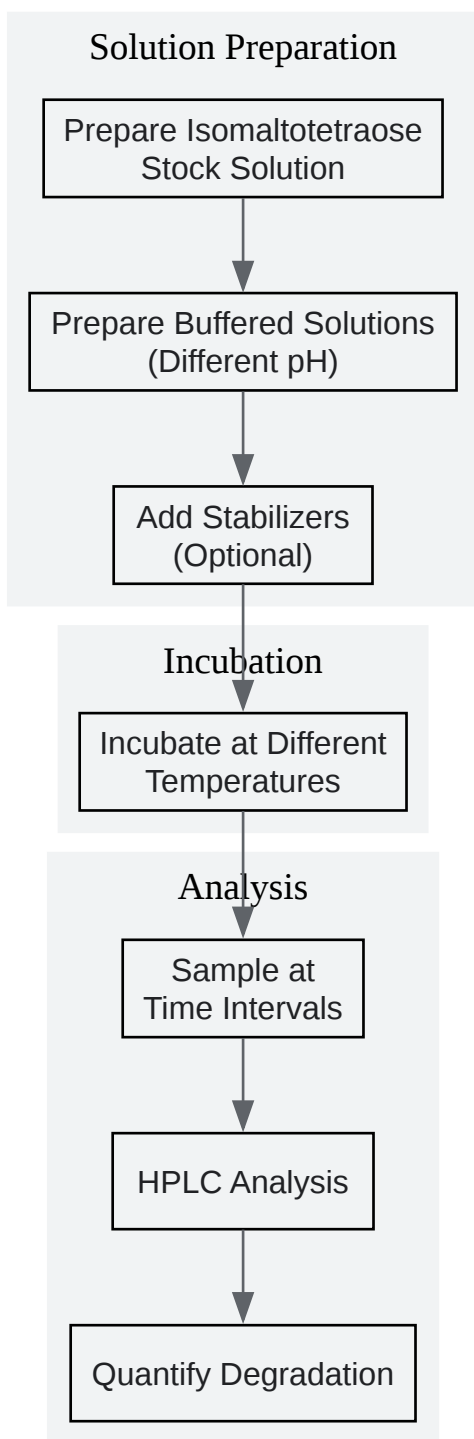 Solution Preparation
Prepare Isomaltotetraose
Stock Solution
Prepare Buffered Solutions
(Different pH)
Add Stabilizers
(Optional)
Incubation
Incubate at Different
Temperatures
Analysis
Sample at
Time Intervals
HPLC Analysis
Quantify Degradation